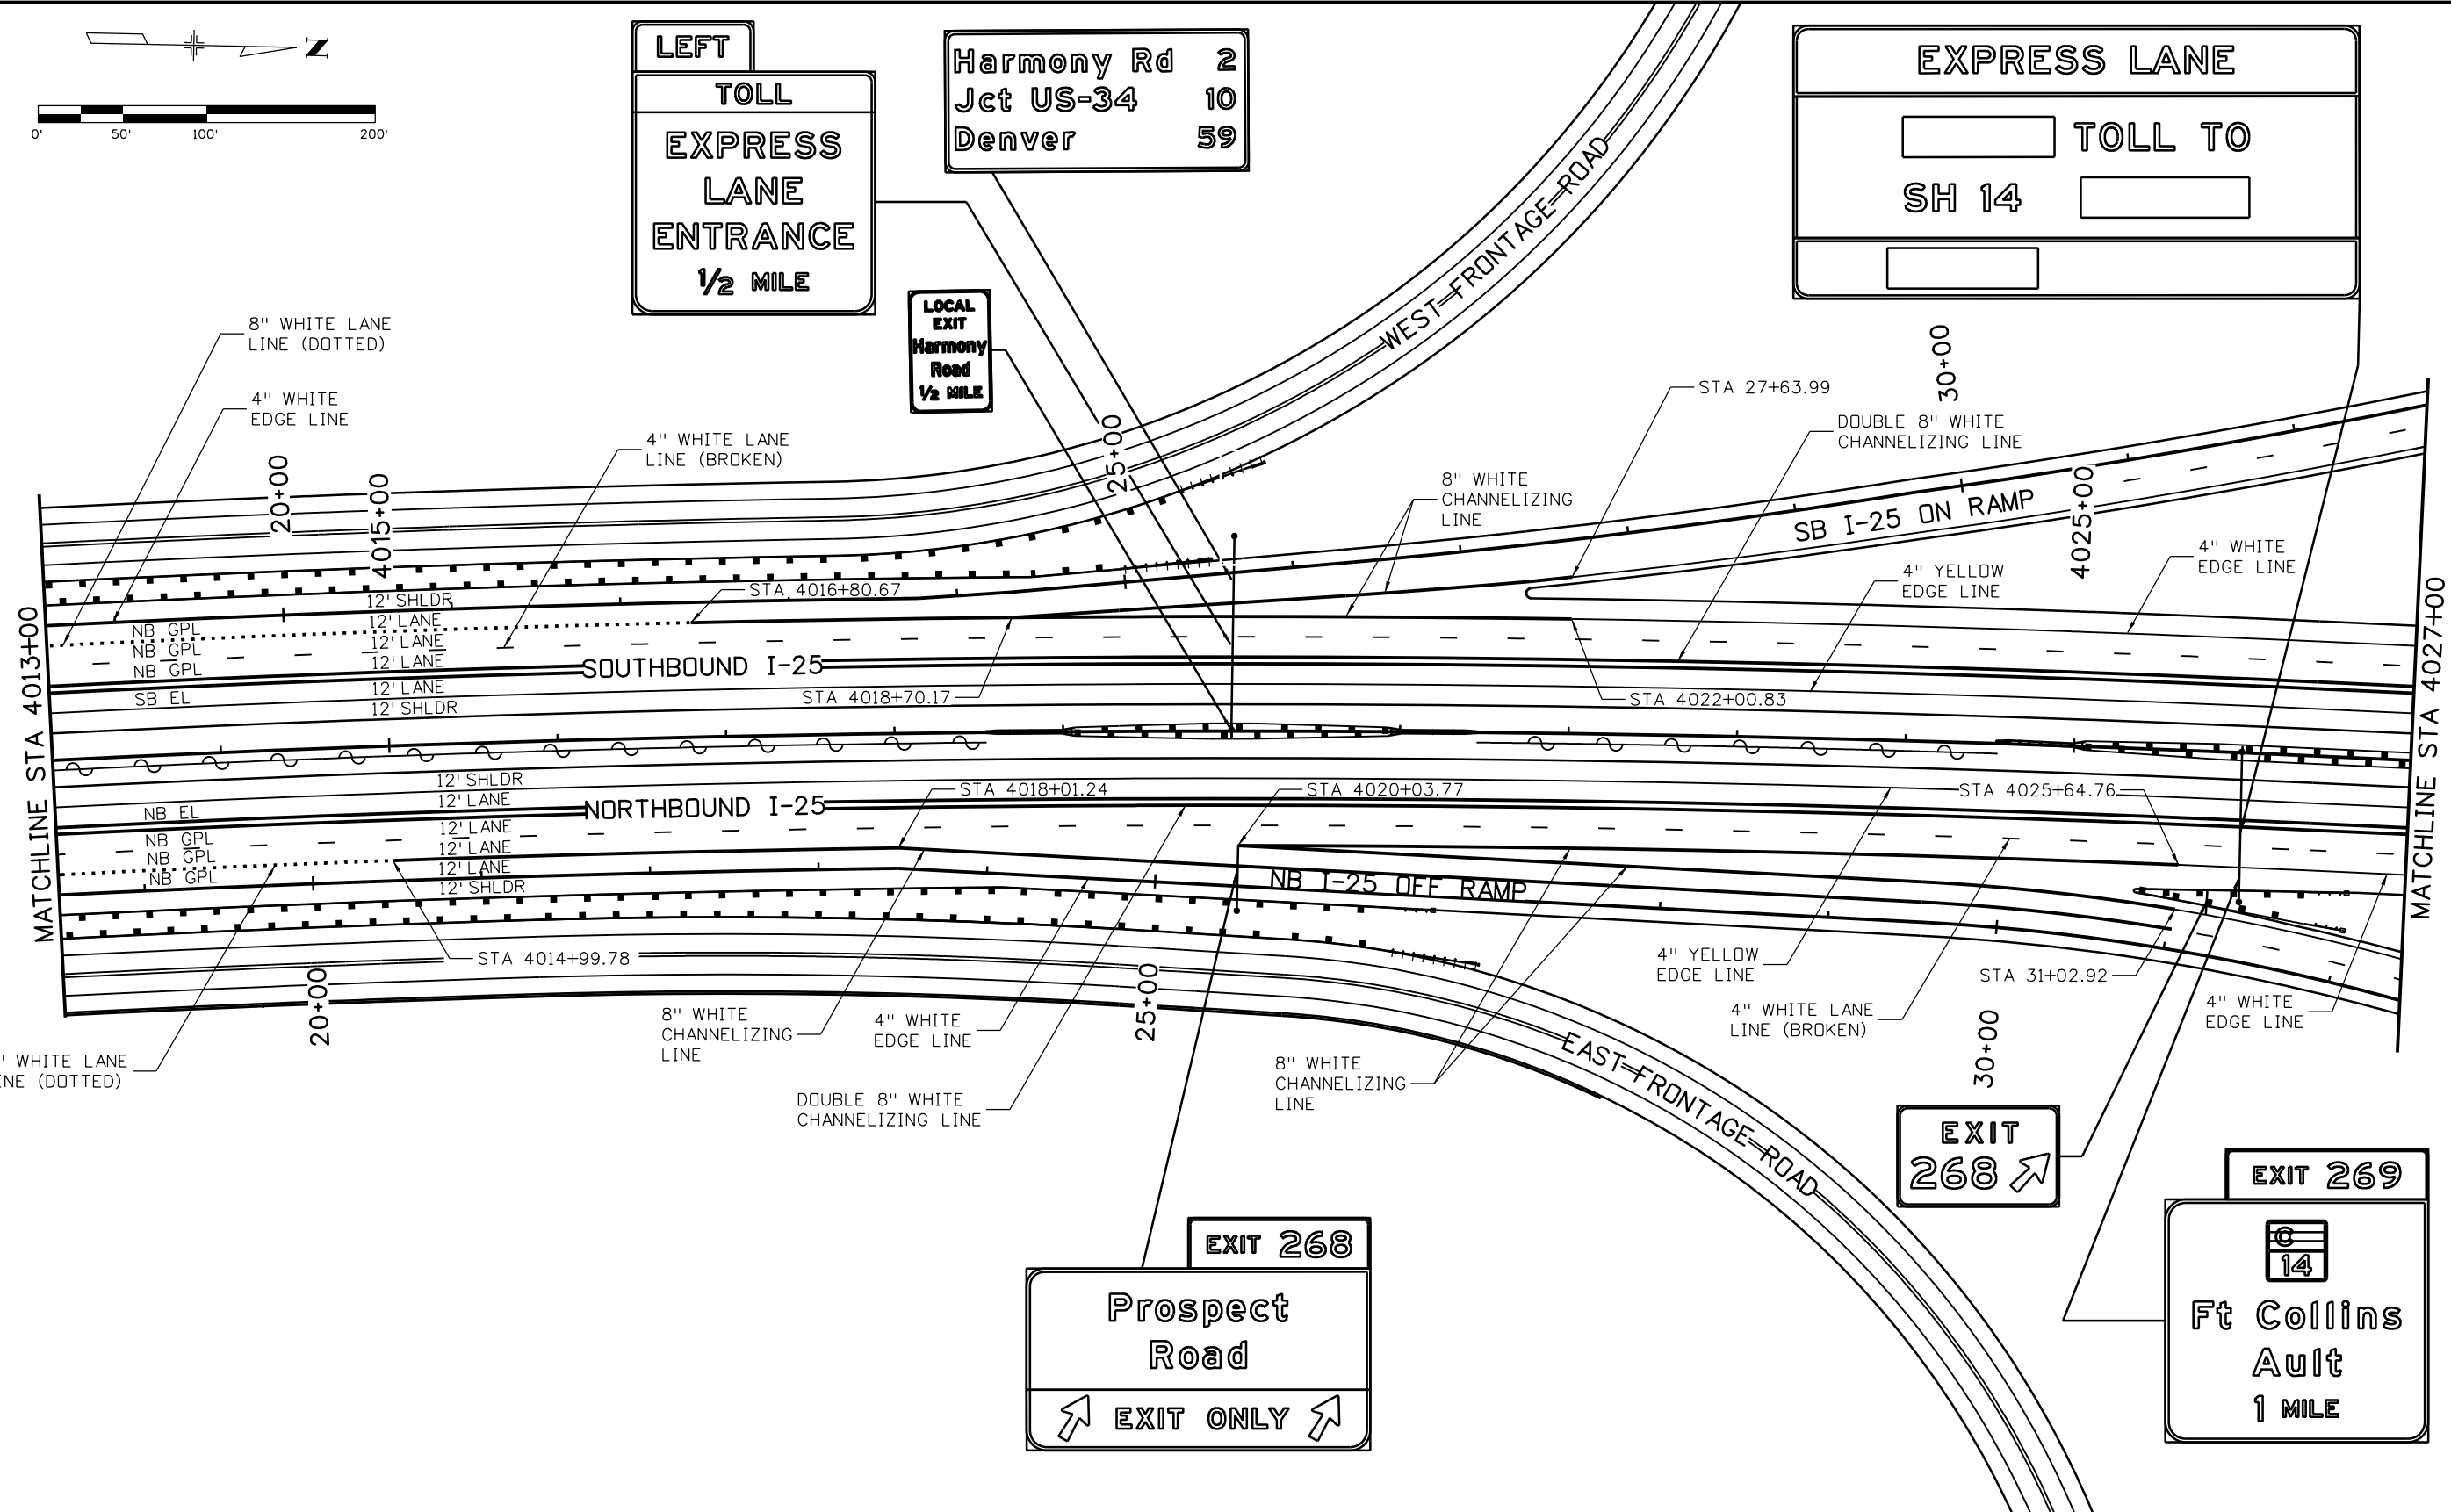 N
0' 50' 100' 200'
LEFT
TOLL
EXPRESS
LANE
ENTRANCE
1/2 MILE
Harmony Rd 2
Jct US-34 10
Denver 59
EXPRESS LANE
TOLL TO
SH 14
LOCAL
EXIT
Harmony
Road
1/2 MILE
WEST FRONTAGE ROAD
8" WHITE LANE
LINE (DOTTED)
4" WHITE
EDGE LINE
4" WHITE LANE
LINE (BROKEN)
20+00
4015+00
25+00
30+00
STA 27+63.99
DOUBLE 8" WHITE
CHANNELIZING LINE
8" WHITE
CHANNELIZING
LINE
SB I-25 ON RAMP
4025+00
4" WHITE
EDGE LINE
4" YELLOW
EDGE LINE
MATCHLINE STA 4013+00
MATCHLINE STA 4027+00
STA 4016+80.67
12' SHLDR
12' LANE
12' LANE
12' LANE
12' LANE
12' SHLDR
NB GPL
NB GPL
NB GPL
SB EL
SOUTHBOUND I-25
STA 4018+70.17
STA 4022+00.83
12' SHLDR
12' LANE
12' LANE
12' LANE
12' LANE
12' SHLDR
NB EL
NB GPL
NB GPL
NB GPL
NORTHBOUND I-25
STA 4018+01.24
STA 4020+03.77
STA 4025+64.76
NB I-25 OFF RAMP
STA 4014+99.78
20+00
25+00
30+00
" WHITE LANE
NE (DOTTED)
8" WHITE
CHANNELIZING
LINE
4" WHITE
EDGE LINE
DOUBLE 8" WHITE
CHANNELIZING LINE
8" WHITE
CHANNELIZING
LINE
4" YELLOW
EDGE LINE
4" WHITE LANE
LINE (BROKEN)
STA 31+02.92
4" WHITE
EDGE LINE
EAST FRONTAGE ROAD
EXIT
268
EXIT 269
C
14
Ft Collins
Ault
1 MILE
EXIT 268
Prospect
Road
EXIT ONLY